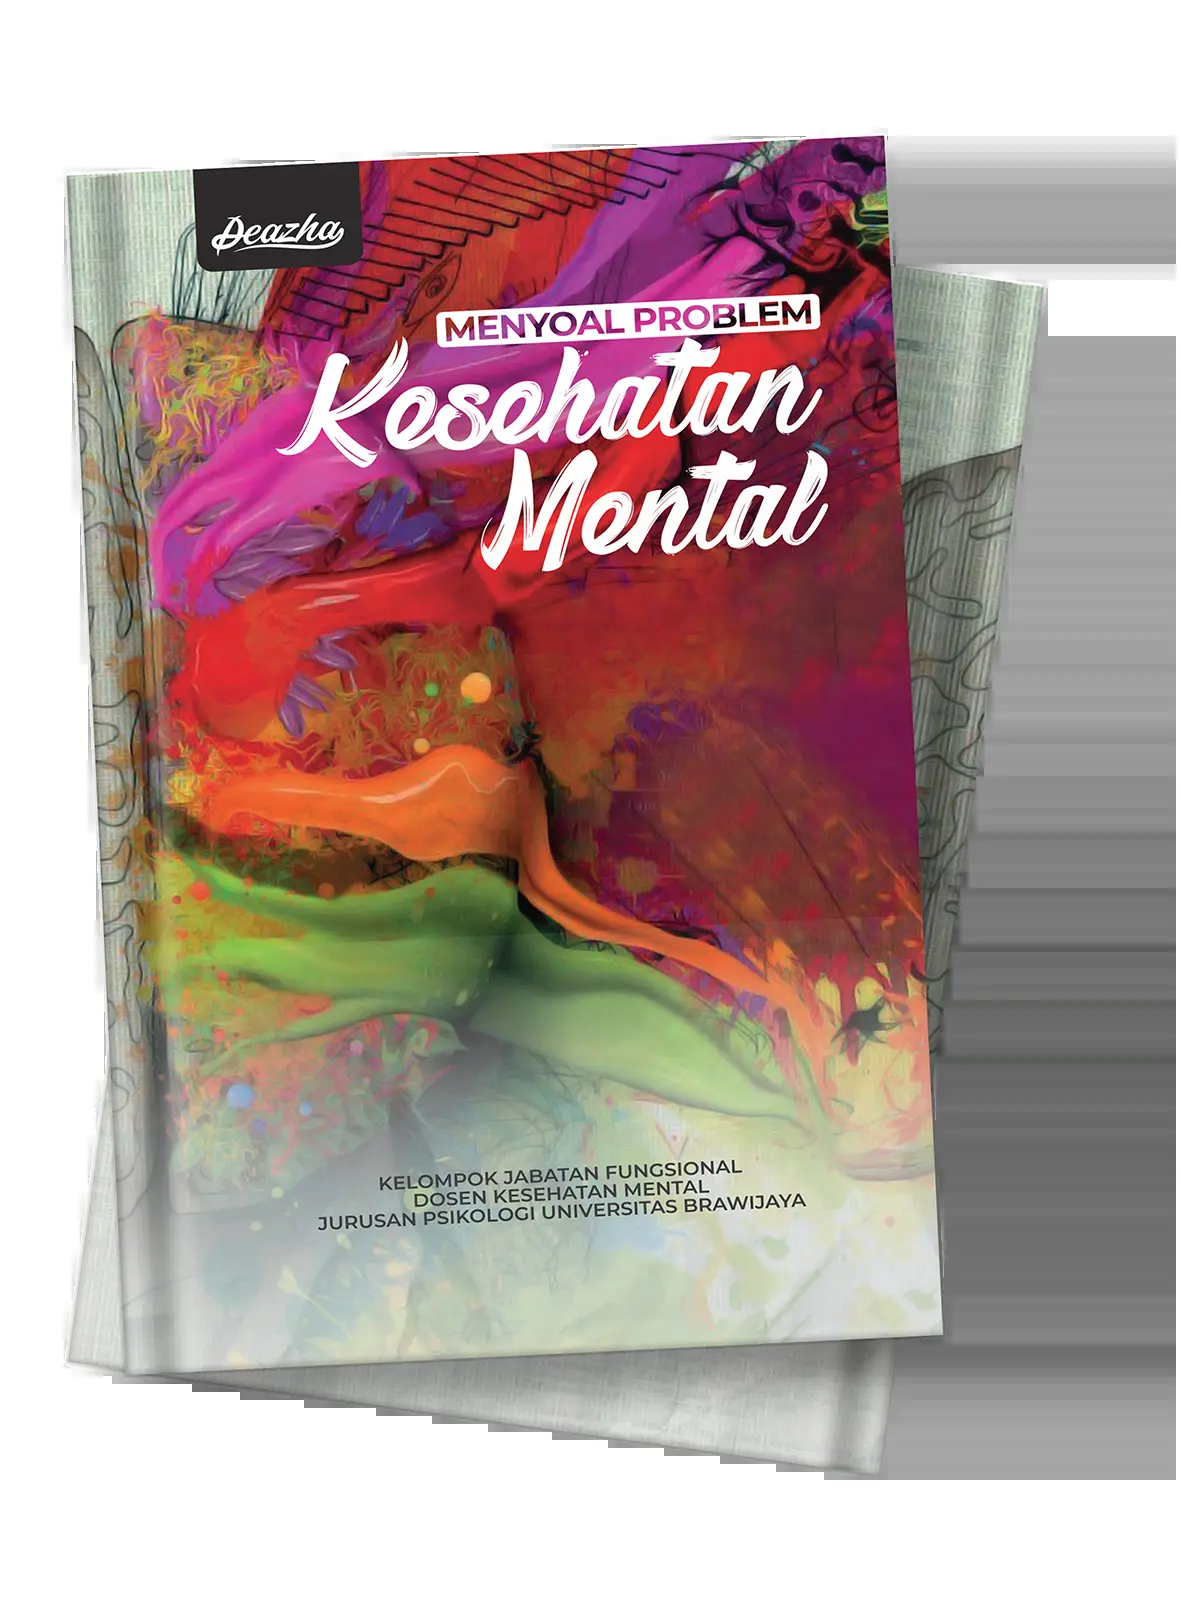 Deazha
MENYOAL PROBLEM
Kesehatan
Mental
KELOMPOK JABATAN FUNGSIONAL
DOSEN KESEHATAN MENTAL
JURUSAN PSIKOLOGI UNIVERSITAS BRAWIJAYA